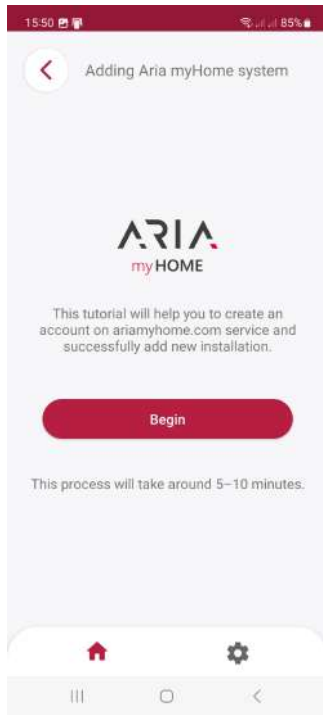 15:50 85%
Adding Aria myHome system
ARIA
myHOME
This tutorial will help you to create an
account on ariamyhome.com service and
successfully add new installation.
Begin
This process will take around 5–10 minutes.